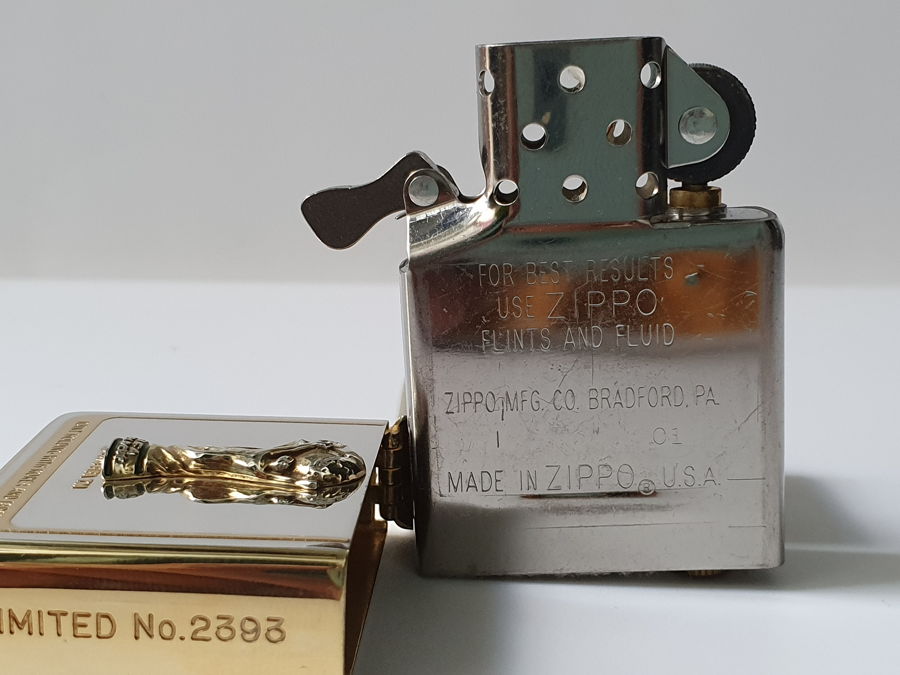 FOR BEST RESULTS
USE ZIPPO
FLINTS AND FLUID
ZIPPO MFG. CO. BRADFORD, PA.
I 01
MADE IN ZIPPO® U.S.A.
LIMITED No.2393